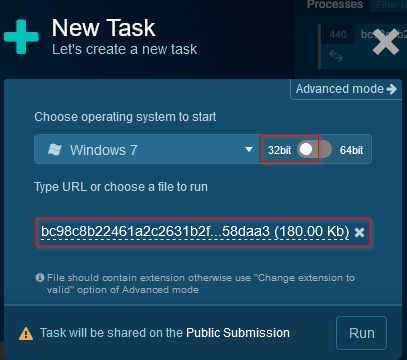 Processes
Filter b
New Task
Let's create a new task
440
Advanced mode
Choose operating system to start
Windows 7
32bit
64bit
Type URL or choose a file to run
bc98c8b22461a2c2631b2f...58daa3 (180.00 Kb)
File should contain extension otherwise use "Change extension to
valid" option of Advanced mode
Task will be shared on the Public Submission
Run